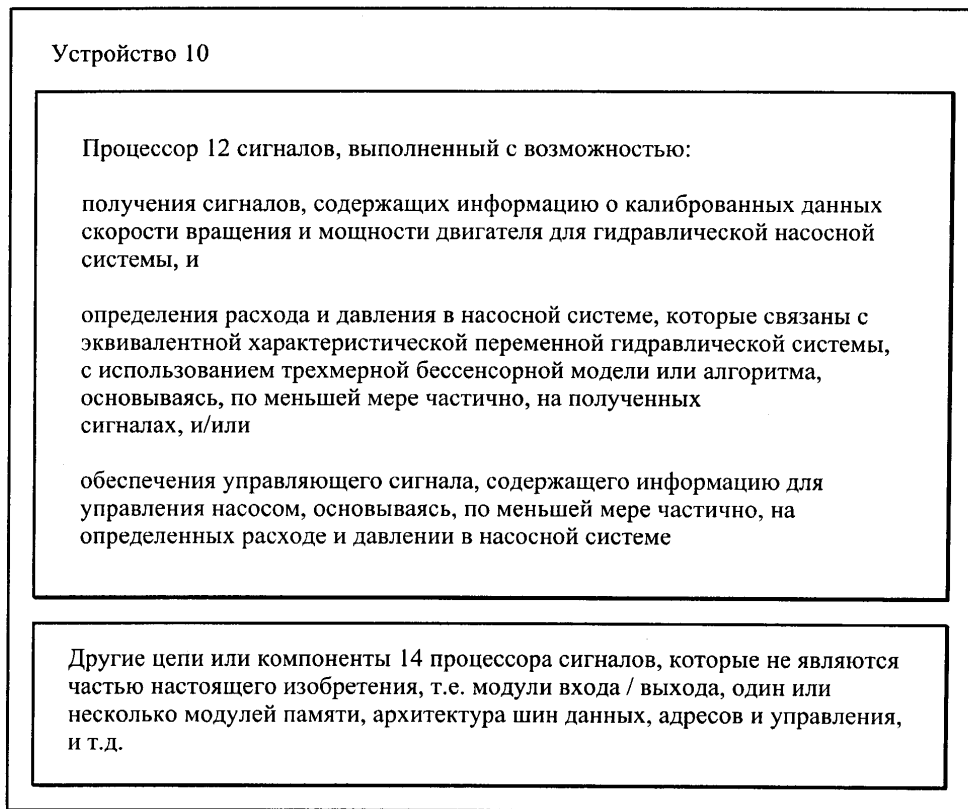 Устройство 10
Процессор 12 сигналов, выполненный с возможностью:
получения сигналов, содержащих информацию о калиброванных данных
скорости вращения и мощности двигателя для гидравлической насосной
системы, и
определения расхода и давления в насосной системе, которые связаны с
эквивалентной характеристической переменной гидравлической системы,
с использованием трехмерной бессенсорной модели или алгоритма,
основываясь, по меньшей мере частично, на полученных
сигналах, и/или
обеспечения управляющего сигнала, содержащего информацию для
управления насосом, основываясь, по меньшей мере частично, на
определенных расходе и давлении в насосной системе
Другие цепи или компоненты 14 процессора сигналов, которые не являются
частью настоящего изобретения, т.е. модули входа / выхода, один или
несколько модулей памяти, архитектура шин данных, адресов и управления,
и т.д.